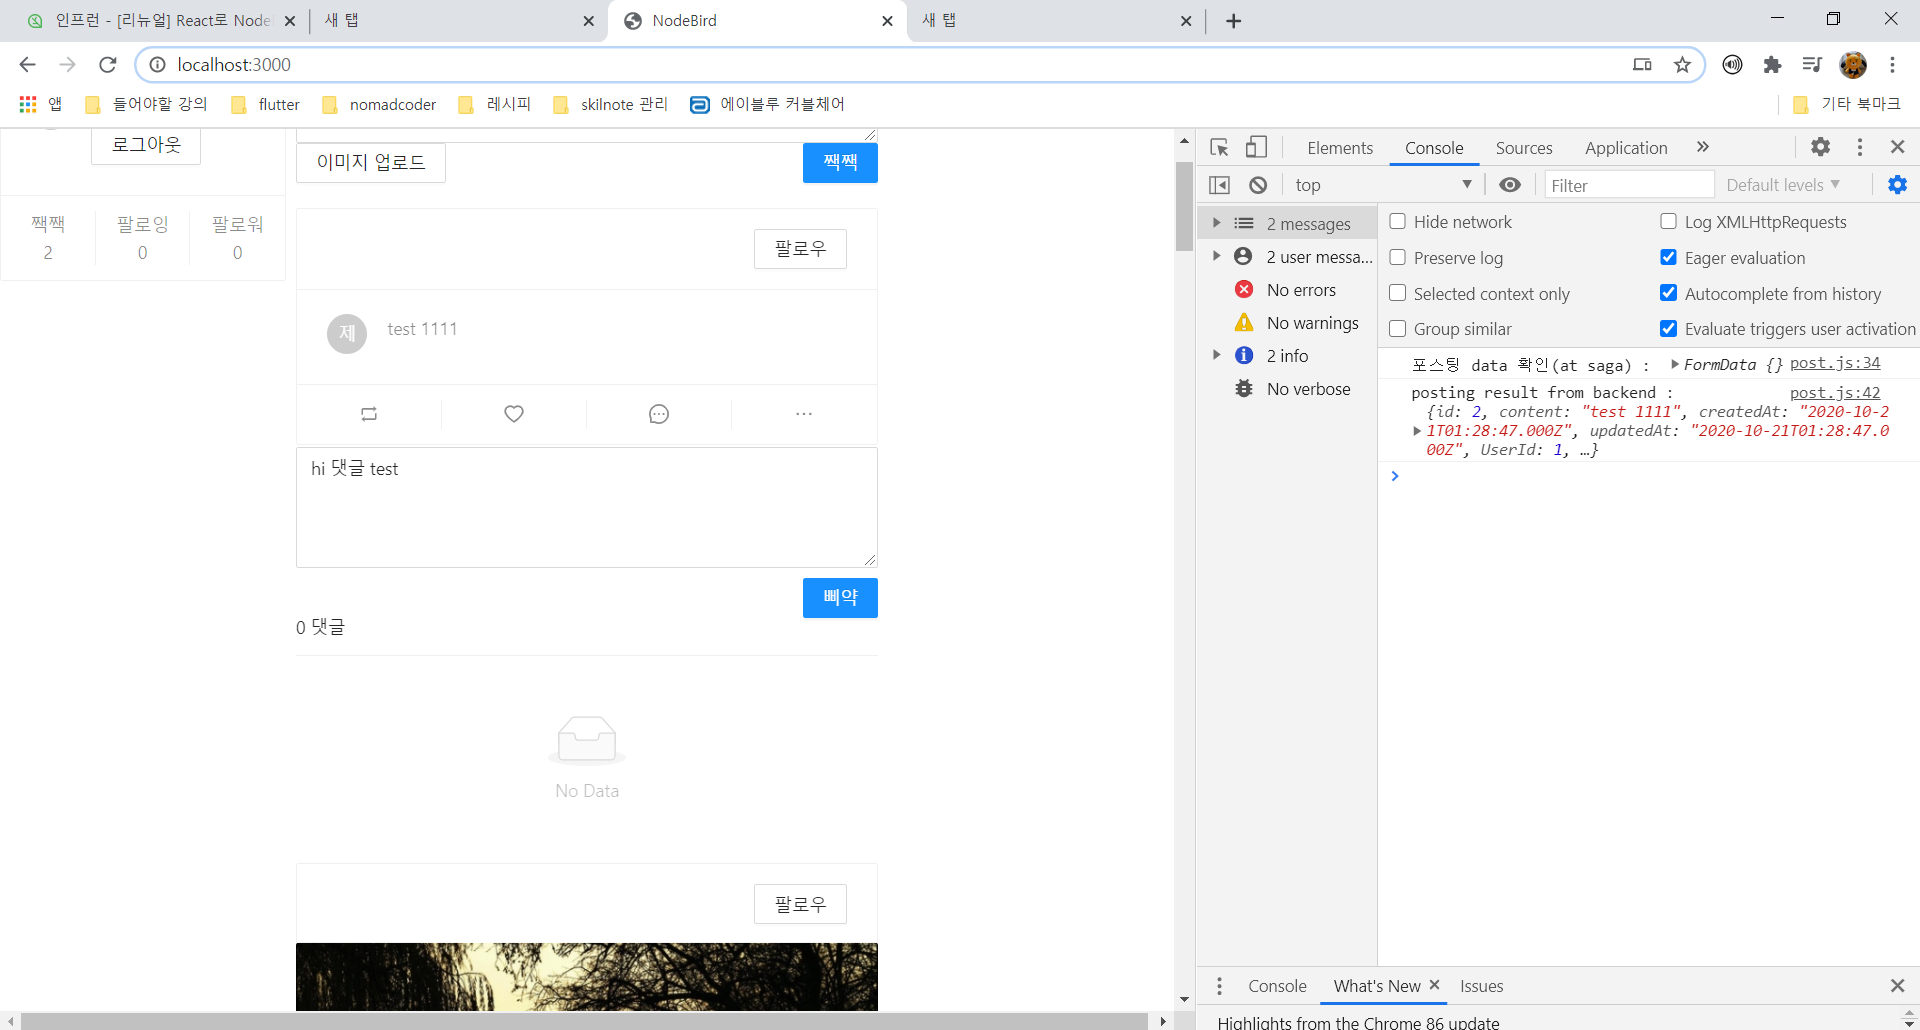 인프런 - [리뉴얼] React로 Node
새 탭
NodeBird
새 탭
localhost:3000
앱
들어야할 강의
flutter
nomadcoder
레시피
skilnote 관리
에이블루 커블체어
기타 북마크
로그아웃
이미지 업로드
짹짹
짹짹
2
팔로잉
0
팔로워
0
팔로우
제
test 1111
hi 댓글 test
삐약
0 댓글
No Data
팔로우
Elements
Console
Sources
Application
top
Filter
Default levels
2 messages
2 user messa...
No errors
No warnings
2 info
No verbose
Hide network
Log XMLHttpRequests
Preserve log
Eager evaluation
Selected context only
Autocomplete from history
Group similar
Evaluate triggers user activation
포스팅 data 확인(at saga) : FormData {} post.js:34
posting result from backend : post.js:42
{id: 2, content: "test 1111", createdAt: "2020-10-2
1T01:28:47.000Z", updatedAt: "2020-10-21T01:28:47.0
00Z", UserId: 1, …}
Console
What's New
Issues
Highlights from the Chrome 86 update